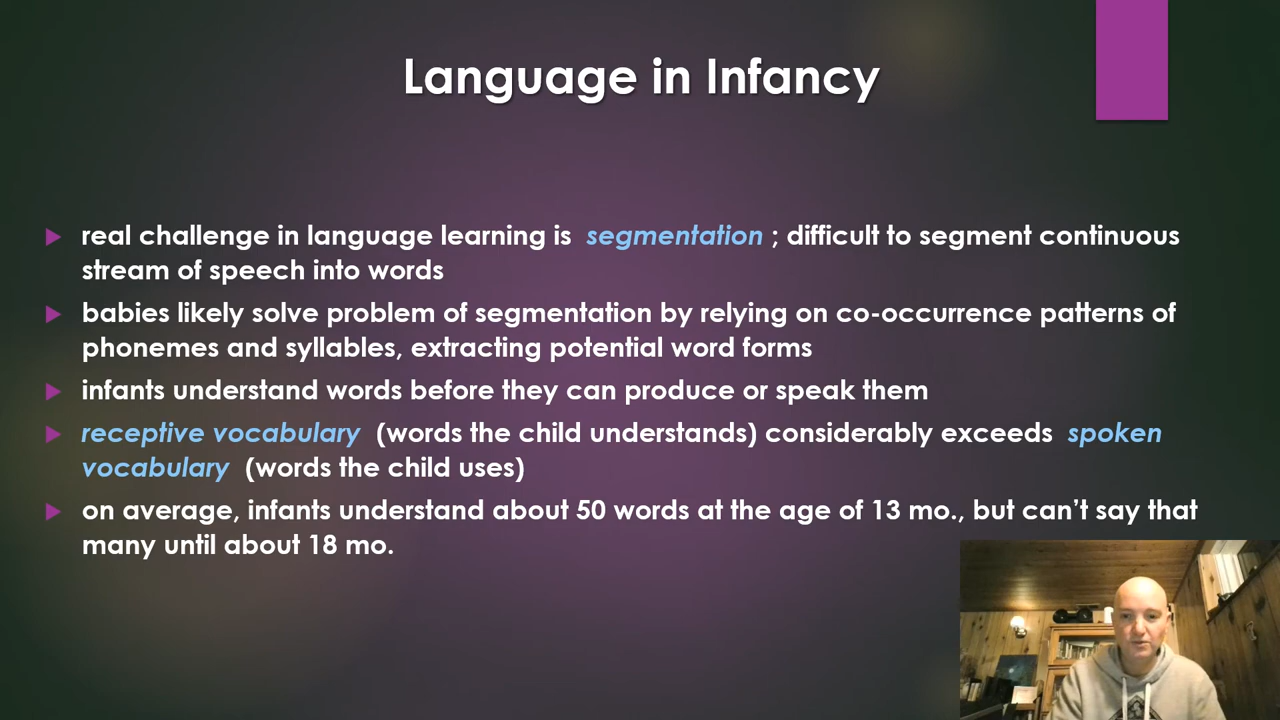 Language in Infancy
real challenge in language learning is segmentation ; difficult to segment continuous
stream of speech into words
babies likely solve problem of segmentation by relying on co-occurrence patterns of
phonemes and syllables, extracting potential word forms
infants understand words before they can produce or speak them
receptive vocabulary (words the child understands) considerably exceeds spoken
vocabulary (words the child uses)
on average, infants understand about 50 words at the age of 13 mo., but can’t say that
many until about 18 mo.